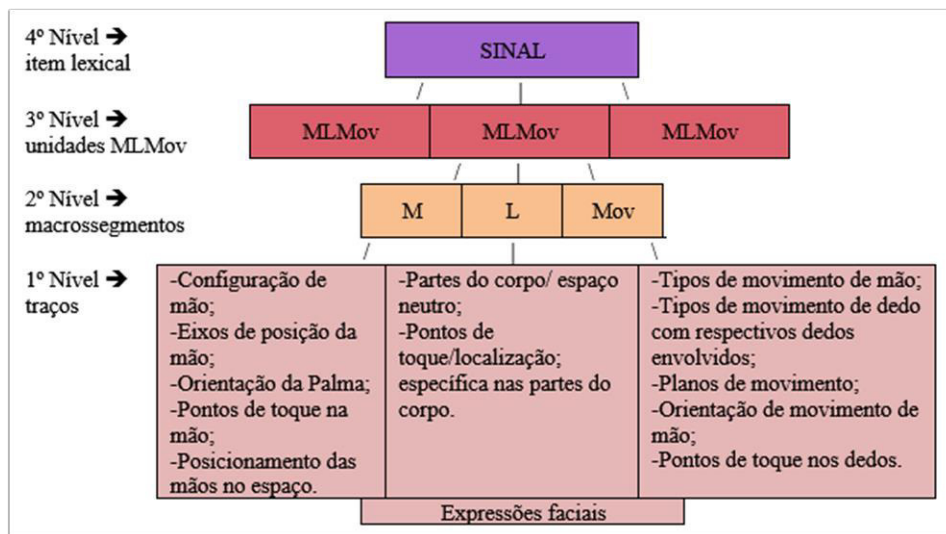 4º Nível ➔
item lexical
SINAL
3º Nível ➔
unidades MLMov
MLMov
MLMov
MLMov
2º Nível ➔
macrossegmentos
M
L
Mov
1º Nível ➔
traços
-Configuração de
mão;
-Eixos de posição da
mão;
-Orientação da Palma;
-Pontos de toque na
mão;
-Posicionamento das
mãos no espaço.
-Partes do corpo/ espaço
neutro;
-Pontos de
toque/localização;
específica nas partes do
corpo.
-Tipos de movimento de mão;
-Tipos de movimento de dedo
com respectivos dedos
envolvidos;
-Planos de movimento;
-Orientação de movimento de
mão;
-Pontos de toque nos dedos.
Expressões faciais